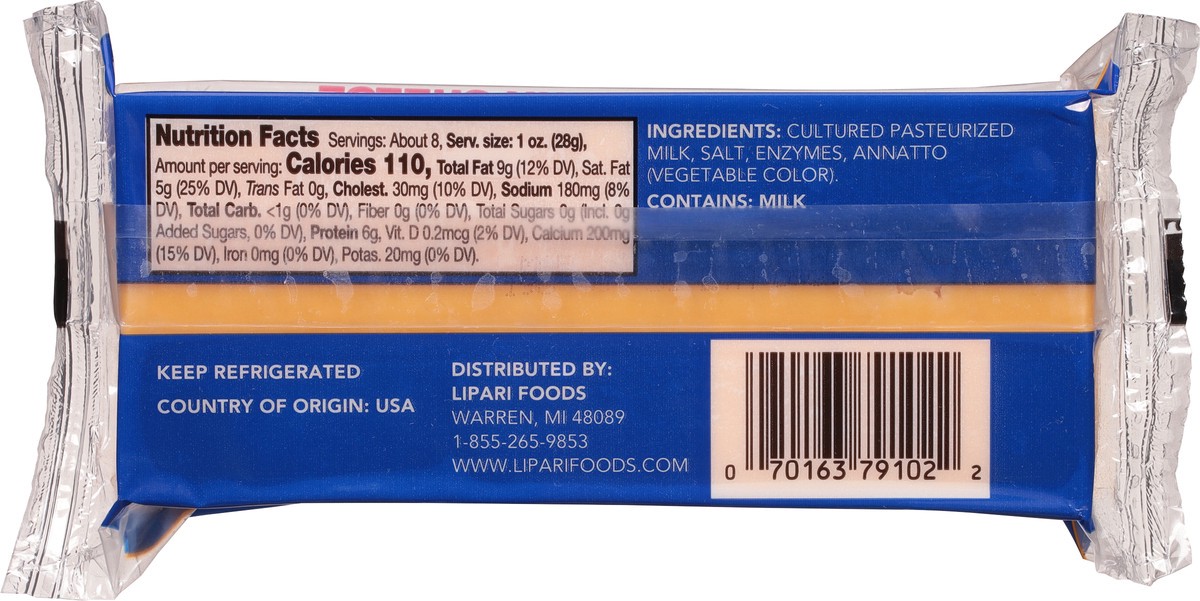 Nutrition Facts Servings: About 8, Serv. size: 1 oz. (28g),
Amount per serving: Calories 110, Total Fat 9g (12% DV), Sat. Fat
5g (25% DV), Trans Fat 0g, Cholest. 30mg (10% DV), Sodium 180mg (8%
DV), Total Carb. <1g (0% DV), Fiber 0g (0% DV), Total Sugars 0g (Incl. 0g
Added Sugars, 0% DV), Protein 6g, Vit. D 0.2mcg (2% DV), Calcium 200mg
(15% DV), Iron 0mg (0% DV), Potas. 20mg (0% DV).
INGREDIENTS: CULTURED PASTEURIZED
MILK, SALT, ENZYMES, ANNATTO
(VEGETABLE COLOR).
CONTAINS: MILK
KEEP REFRIGERATED
COUNTRY OF ORIGIN: USA
DISTRIBUTED BY:
LIPARI FOODS
WARREN, MI 48089
1-855-265-9853
WWW.LIPARIFOODS.COM
0 70163 79102 2